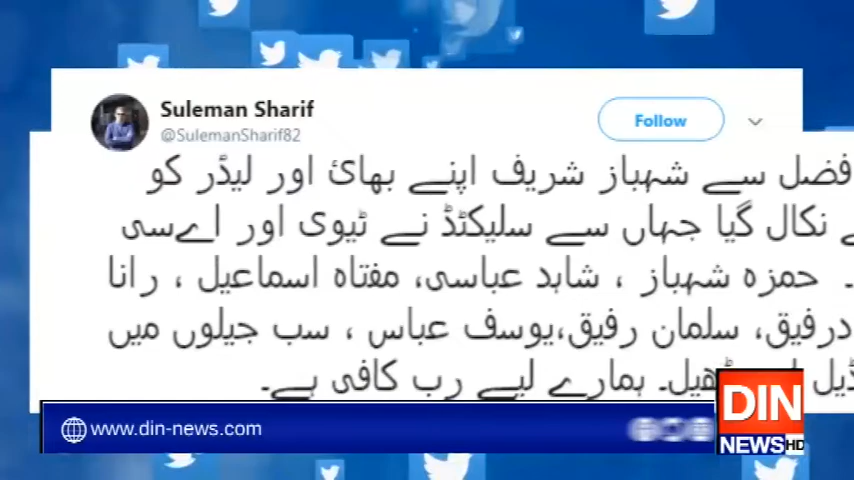 Suleman Sharif
@SulemanSharif82
Follow
فضل سے شہباز شریف اپنے بھائ اور لیڈر کو
نکال گیا جہاں سے سلیکٹڈ نے ٹیوی اور اےسی
۔ حمزہ شہباز ، شاہد عباسی، مفتاہ اسماعیل ، رانا
درفیق، سلمان رفیق،یوسف عباس ، سب جیلوں میں
ہمارے لیے رب کافی ہے۔
www.din-news.com
DIN
NEWS HD